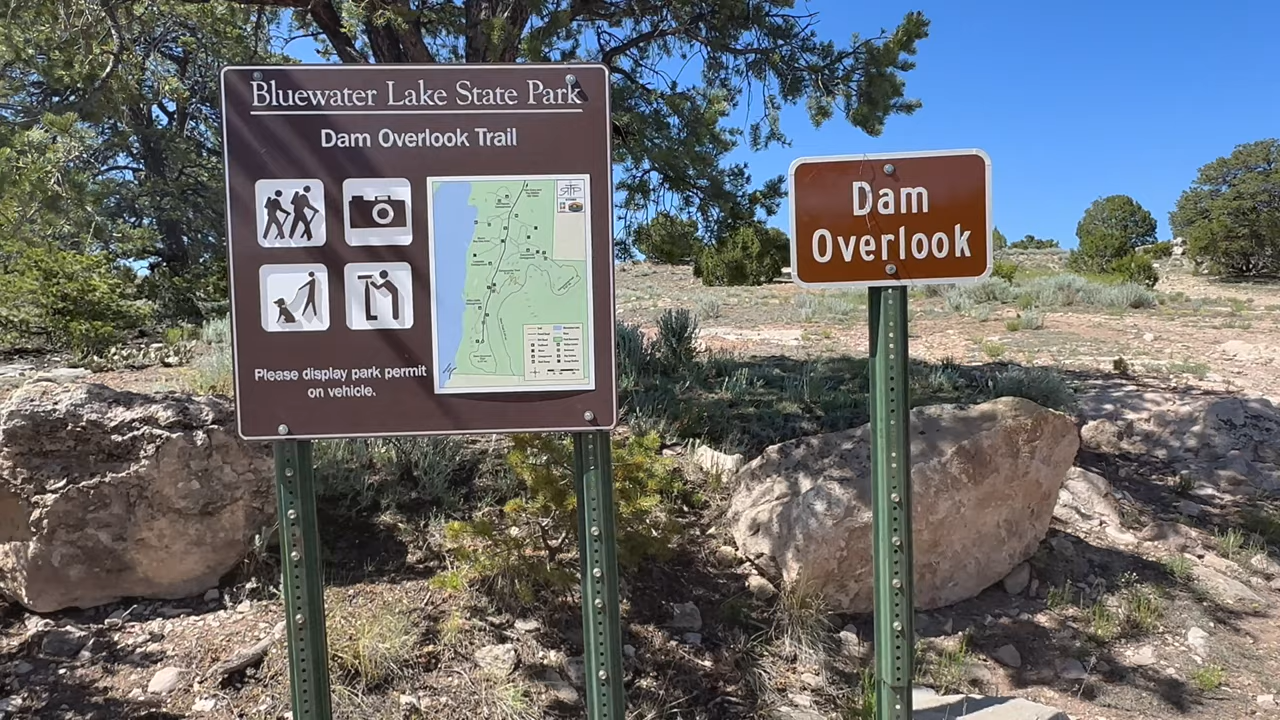 Bluewater Lake State Park
Dam Overlook Trail
Please display park permit
on vehicle.
Dam
Overlook